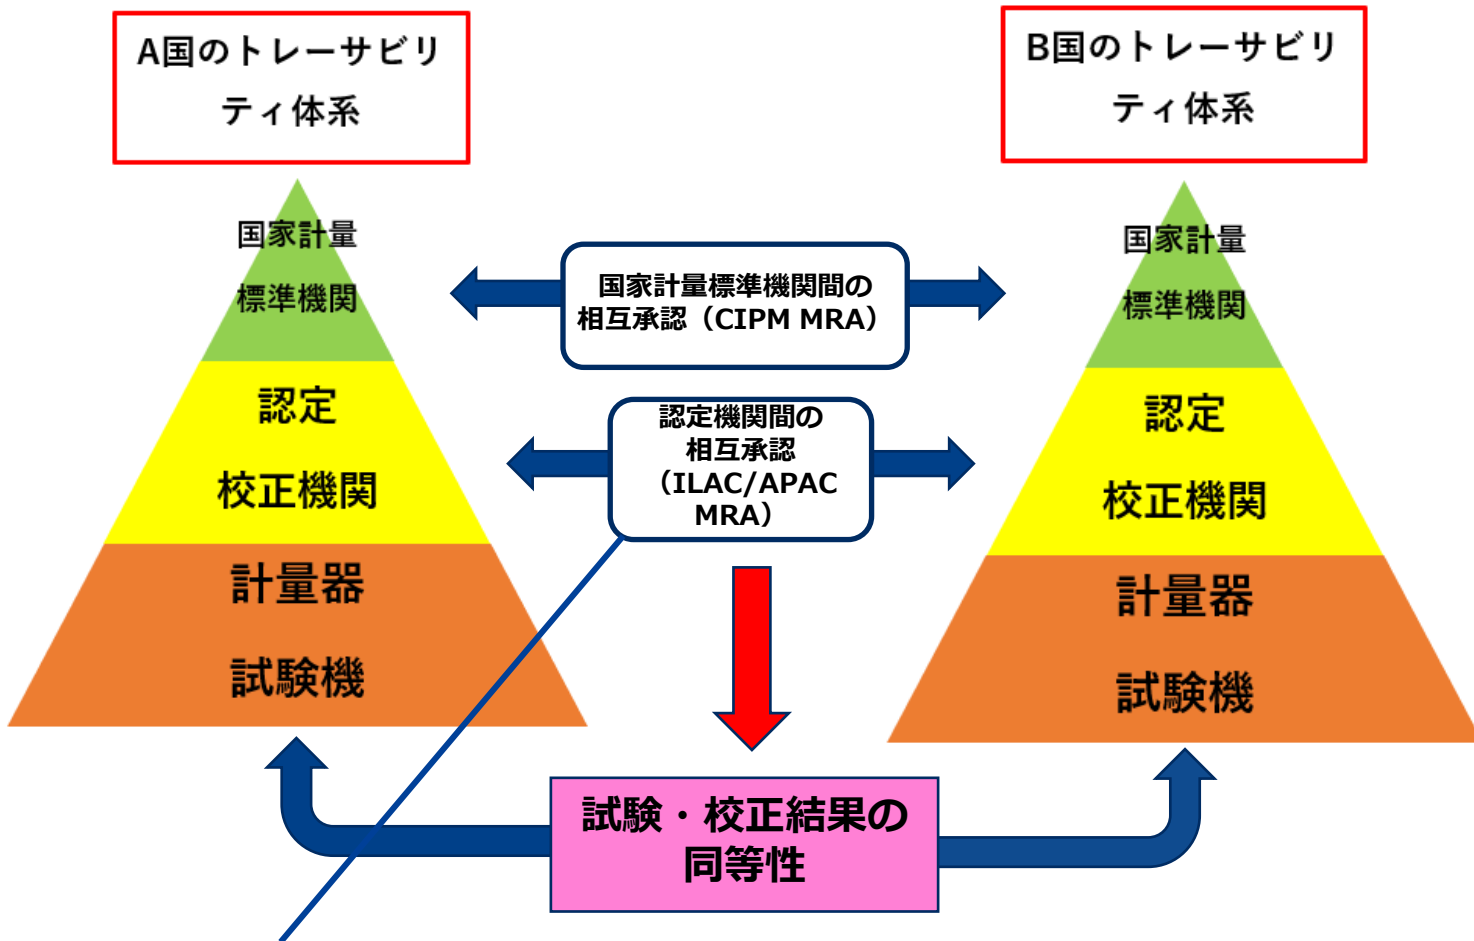 A国のトレーサビリ
ティ体系
B国のトレーサビリ
ティ体系
国家計量
標準機関
国家計量標準機関間の
相互承認（CIPM MRA）
国家計量
標準機関
認定
校正機関
認定機関間の
相互承認
（ILAC/APAC
MRA）
認定
校正機関
計量器
試験機
計量器
試験機
試験・校正結果の
同等性